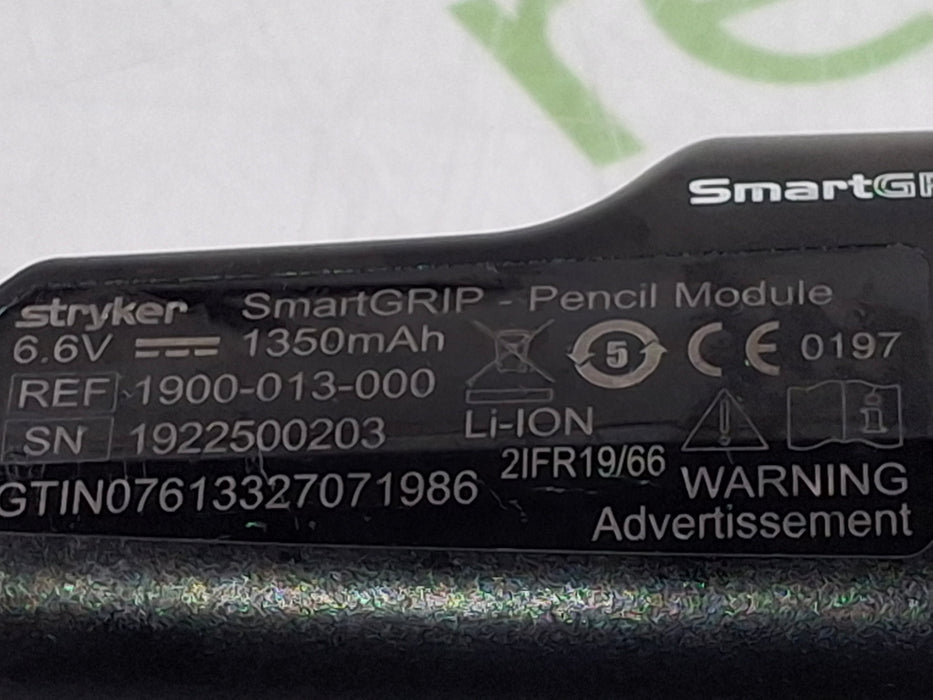 SmartG
stryker SmartGRIP - Pencil Module
6.6V 1350mAh 5 CE 0197
REF 1900-013-000
Li-ION
SN 1922500203
2IFR19/66
GTIN07613327071986
WARNING
Advertissement